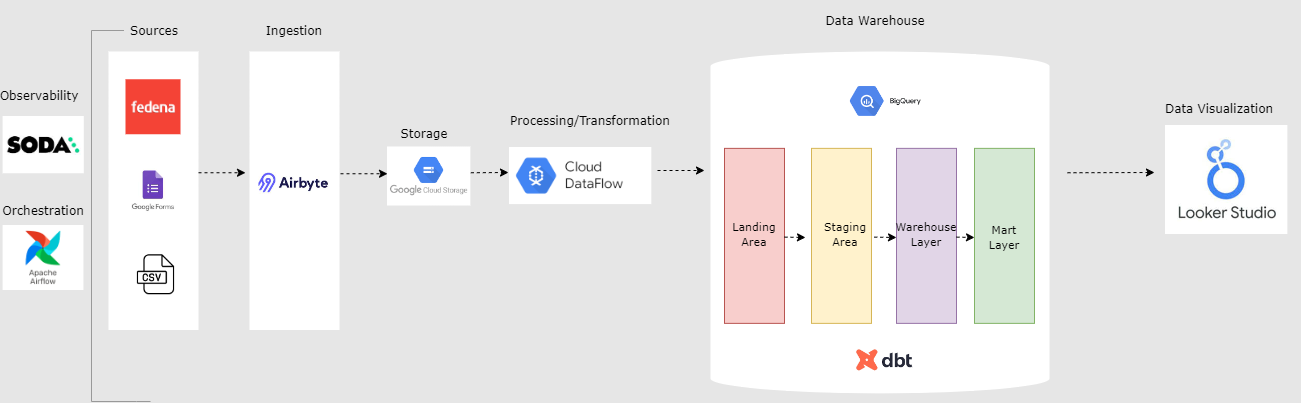 Observability
SODA
Orchestration
Apache
Airflow
Sources
fedena
Google Forms
CSV
Ingestion
Airbyte
Storage
Google Cloud Storage
Processing/Transformation
Cloud
DataFlow
Data Warehouse
BigQuery
Landing
Area
Staging
Area
Warehouse
Layer
Mart
Layer
dbt
Data Visualization
Looker Studio